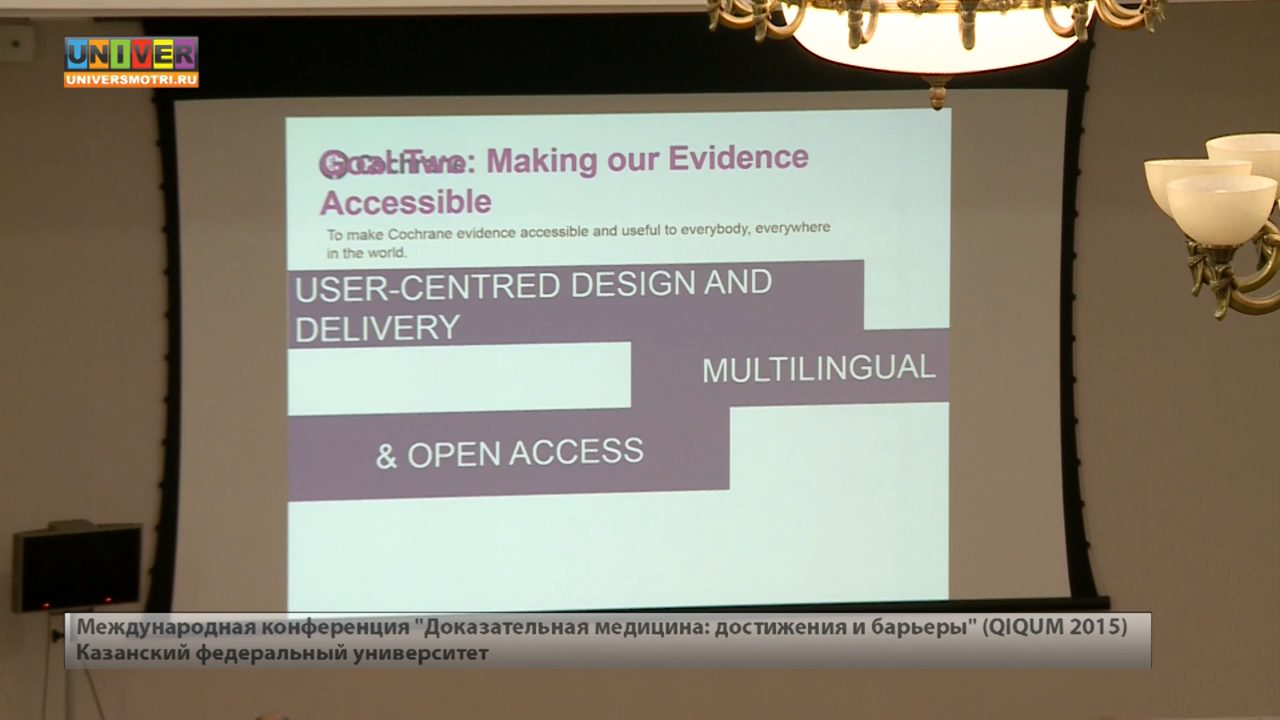 UNIVER
UNIVERSMOTRI.RU
Cochrane
Goal Two: Making our Evidence
Accessible
To make Cochrane evidence accessible and useful to everybody, everywhere
in the world.
USER-CENTRED DESIGN AND
DELIVERY
MULTILINGUAL
& OPEN ACCESS
Международная конференция "Доказательная медицина: достижения и барьеры" (QIQUM 2015)
Казанский федеральный университет